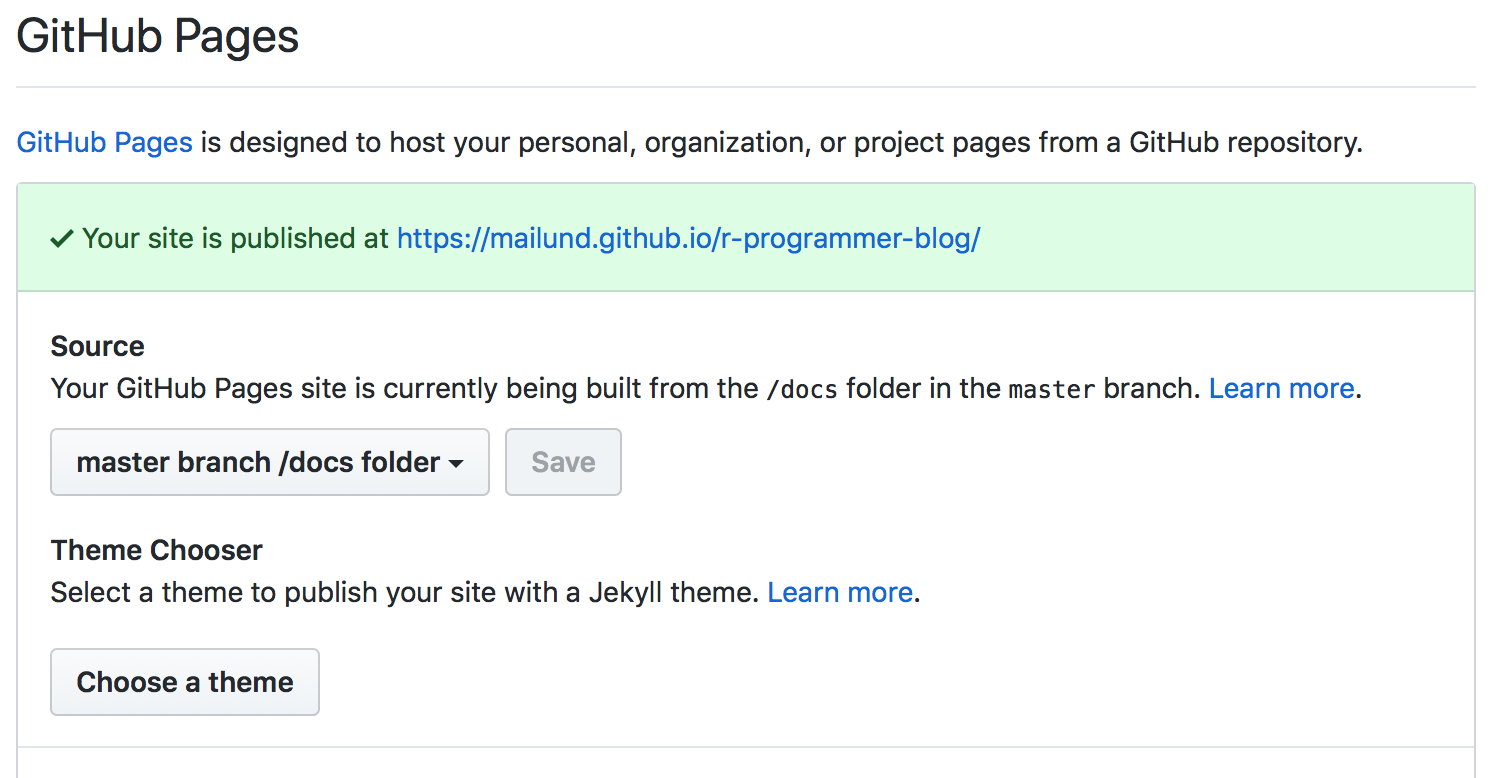 GitHub Pages
GitHub Pages is designed to host your personal, organization, or project pages from a GitHub repository.
✓ Your site is published at https://mailund.github.io/r-programmer-blog/
Source
Your GitHub Pages site is currently being built from the /docs folder in the master branch. Learn more.
master branch /docs folder Save
Theme Chooser
Select a theme to publish your site with a Jekyll theme. Learn more.
Choose a theme